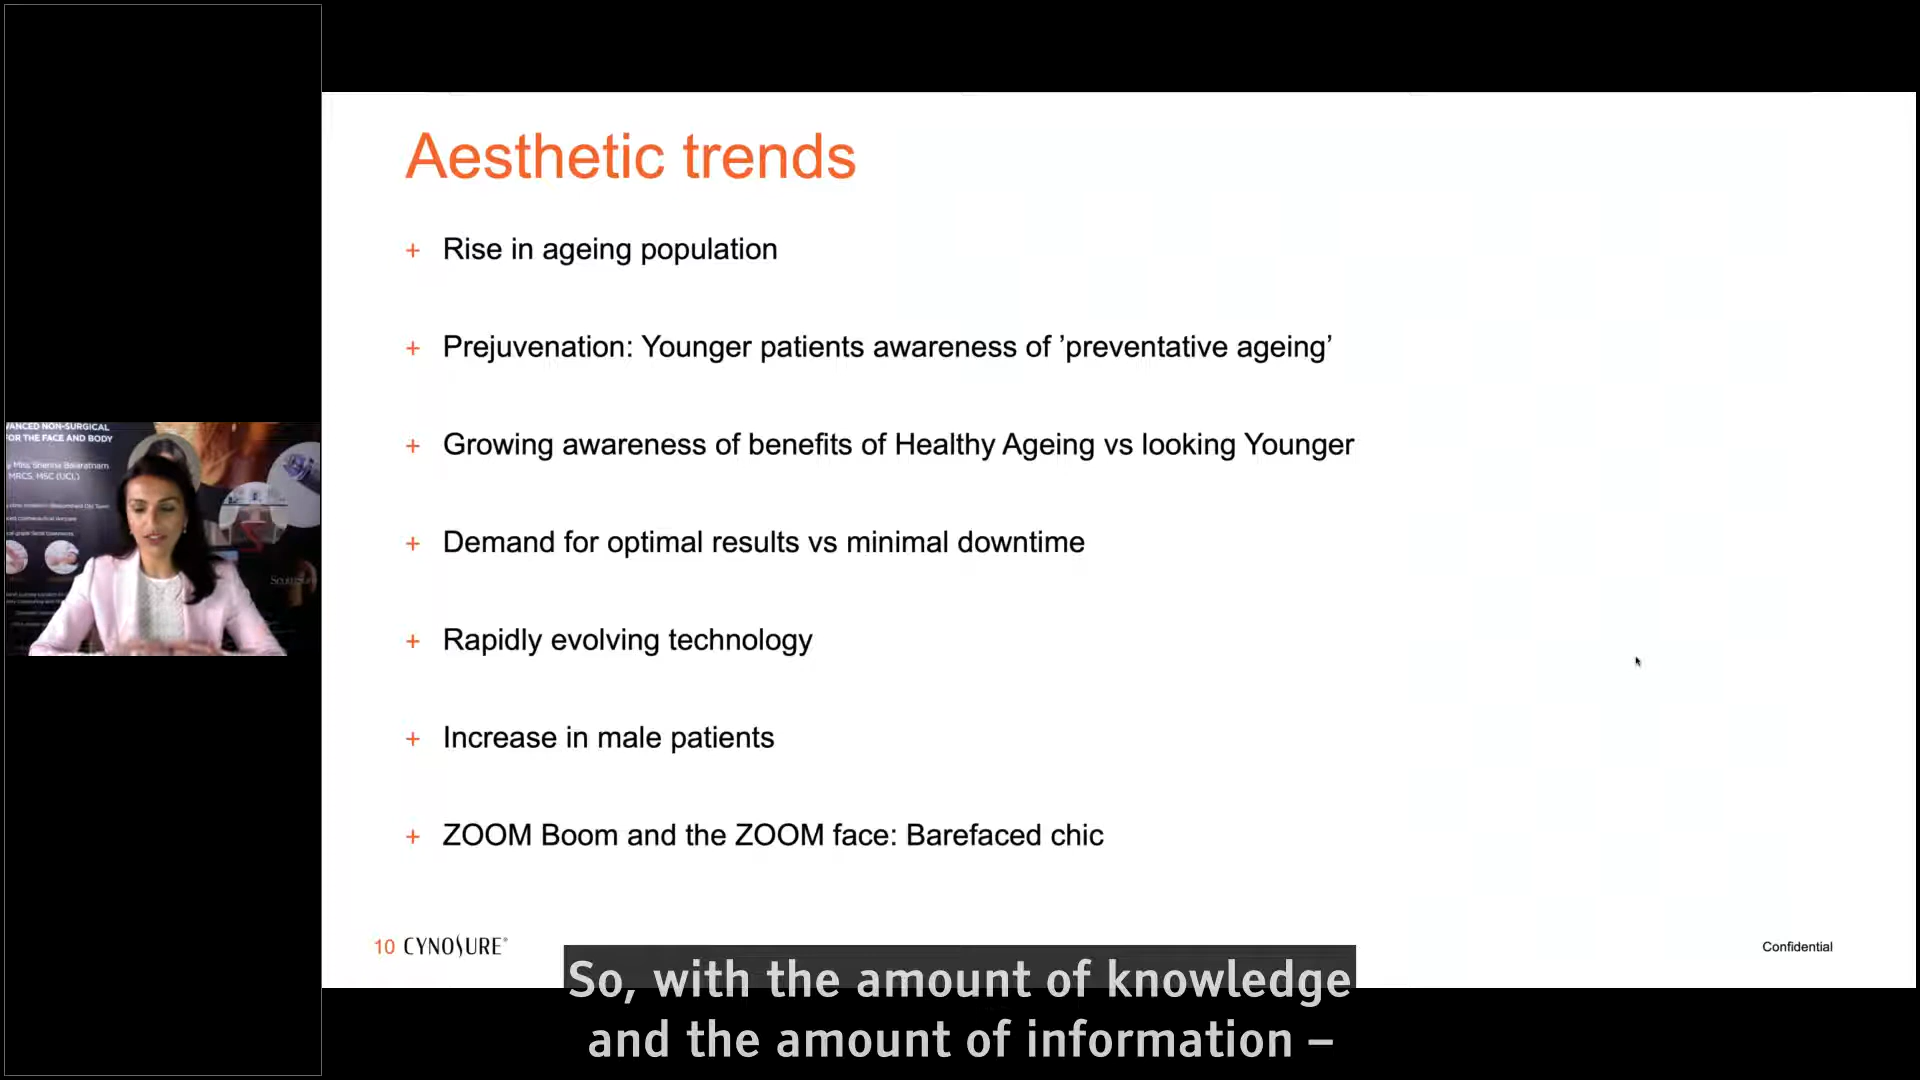 Aesthetic trends
+ Rise in ageing population
+ Prejuvenation: Younger patients awareness of ’preventative ageing’
+ Growing awareness of benefits of Healthy Ageing vs looking Younger
+ Demand for optimal results vs minimal downtime
+ Rapidly evolving technology
+ Increase in male patients
+ ZOOM Boom and the ZOOM face: Barefaced chic
10 CYNOSURE®
Confidential
VANCED NON-SURGICAL
OR THE FACE AND BODY
MRCS, MSC (UCL)
So, with the amount of knowledge
and the amount of information –